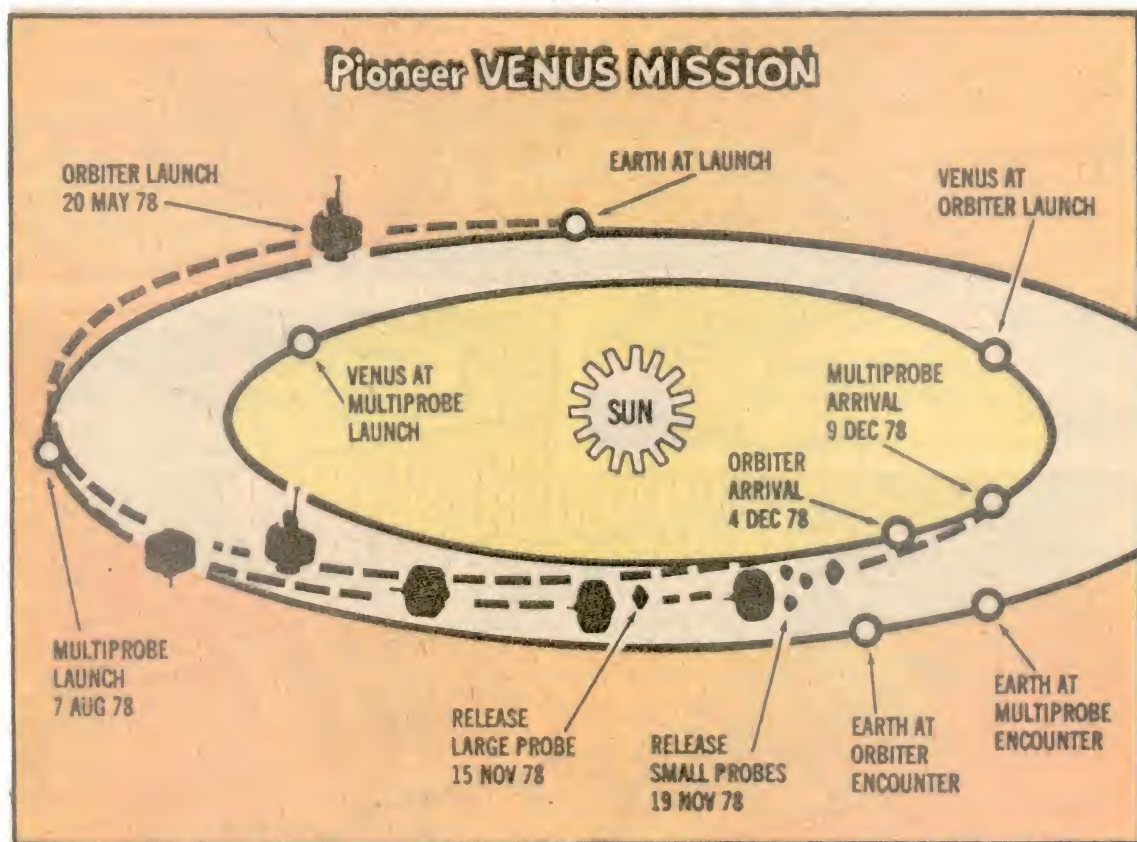 Pioneer VENUS MISSION
ORBITER LAUNCH
20 MAY 78
EARTH AT LAUNCH
VENUS AT
ORBITER LAUNCH
VENUS AT
MULTIPROBE
LAUNCH
SUN
MULTIPROBE
ARRIVAL
9 DEC 78
ORBITER
ARRIVAL
4 DEC 78
MULTIPROBE
LAUNCH
7 AUG 78
RELEASE
LARGE PROBE
15 NOV 78
RELEASE
SMALL PROBES
19 NOV 78
EARTH AT
ORBITER
ENCOUNTER
EARTH AT
MULTIPROBE
ENCOUNTER